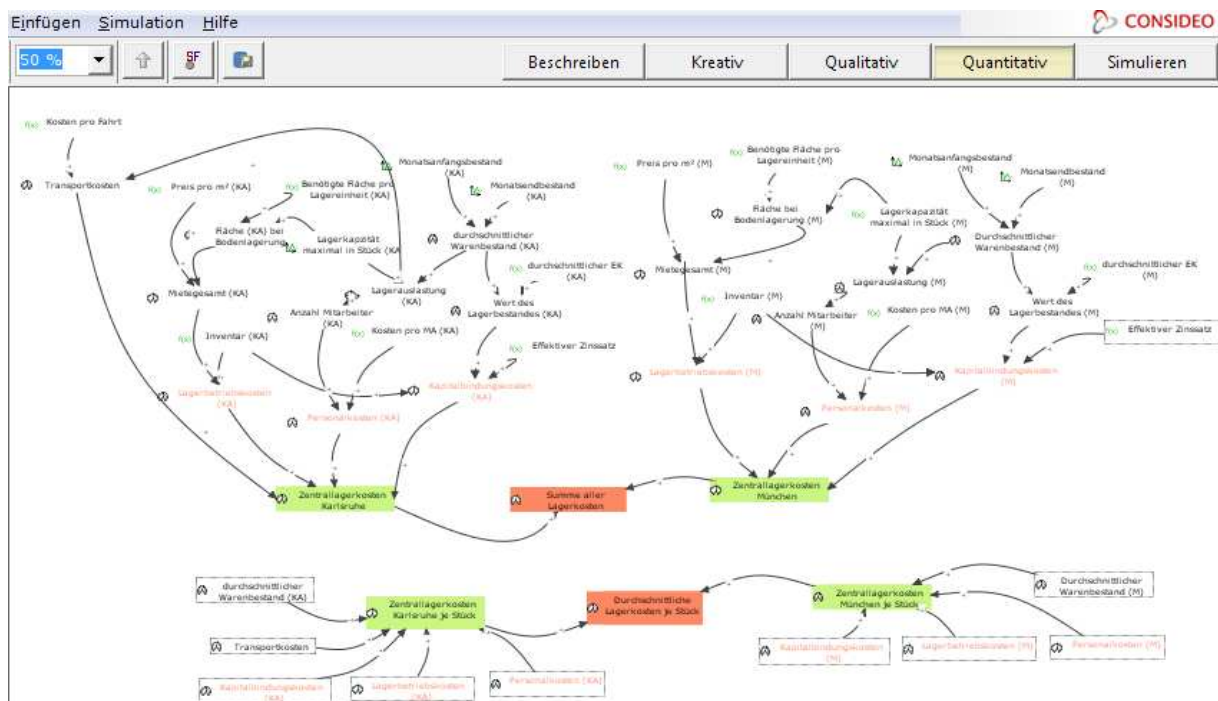 Einfügen Simulation Hilfe
CONSIDEO
50 %
SF
Beschreiben
Kreativ
Qualitativ
Quantitativ
Simulieren
f(x) Kosten pro Fahrt
Transportkosten
f(x) Preis pro m² (KA)
f(x) Benötigte Fläche pro
Lagereinheit (KA)
Monatsanfangsbestand
(KA)
Monatsendbestand
(KA)
Fläche (KA) bei
Bodenlagerung
Lagerkapzität
maximal in Stück (KA)
durchschnittlicher
Warenbestand (KA)
f(x) durchschnittlicher EK
(KA)
Mietegesamt (KA)
Lagerauslastung
(KA)
Anzahl Mitarbeiter
(KA)
Wert des
Lagerbestandes (KA)
f(x) Inventar (KA)
f(x) Kosten pro MA (KA)
f(x) Effektiver Zinssatz
Lagerbetriebskosten
(KA)
Personalkosten (KA)
Kapitalbindungskosten
(KA)
f(x) Preis pro m² (M)
f(x) Benötigte Fläche pro
Lagereinheit (M)
Monatsanfangsbestand
(M)
Monatsendbestand
(M)
Fläche bei
Bodenlagerung (M)
Lagerkapazität
f(x) maximal in Stück (M)
Durchschnittlicher
Warenbestand (M)
Mietegesamt (M)
Lagerauslastung (M)
f(x) durchschnittlicher EK
(M)
f(x) Inventar (M)
Anzahl Mitarbeiter
(M)
f(x) Kosten pro MA (M)
Wert des
Lagerbestandes (M)
f(x) Effektiver Zinssatz
Lagerbetriebskosten (M)
Personalkosten (M)
Kapitalbindungskosten
(M)
Zentrallagerkosten
Karlsruhe
Summe aller
Lagerkosten
Zentrallagerkosten
München
durchschnittlicher
Warenbestand (KA)
Transportkosten
Kapitalbindungskosten
(KA)
Lagerbetriebskosten
(KA)
Personalkosten (KA)
Zentrallagerkosten
Karlsruhe je Stück
Durchschnittliche
Lagerkosten je Stück
Zentrallagerkosten
München je Stück
Durchschnittlicher
Warenbestand (M)
Kapitalbindungskosten
(M)
Lagerbetriebskosten (M)
Personalkosten (M)